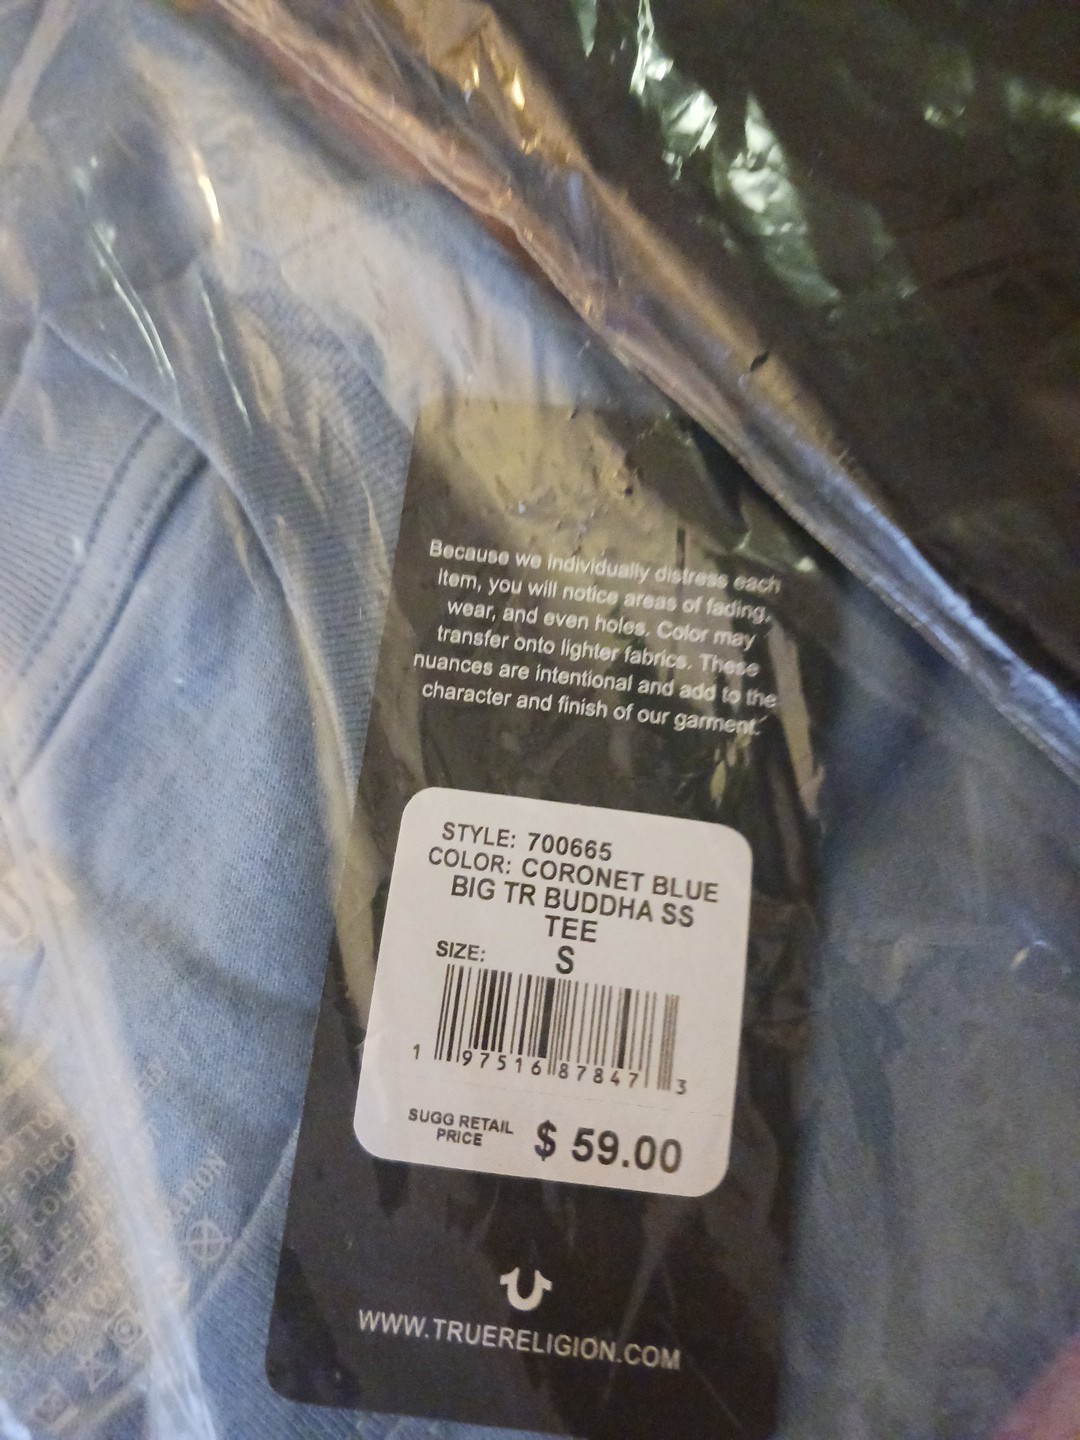 Because we individually distress each
item, you will notice areas of fading,
wear, and even holes. Color may
transfer onto lighter fabrics. These
nuances are intentional and add to the
character and finish of our garment.
STYLE: 700665
COLOR: CORONET BLUE
BIG TR BUDDHA SS
TEE
SIZE: S
1 97516 87847 3
SUGG RETAIL
PRICE
$ 59.00
WWW.TRUERELIGION.COM